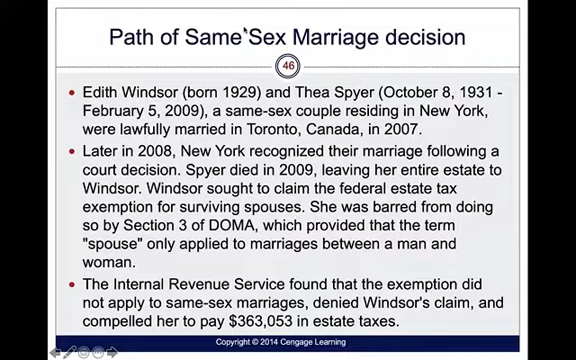 Path of Same Sex Marriage decision
46
• Edith Windsor (born 1929) and Thea Spyer (October 8, 1931 -
February 5, 2009), a same-sex couple residing in New York,
were lawfully married in Toronto, Canada, in 2007.
• Later in 2008, New York recognized their marriage following a
court decision. Spyer died in 2009, leaving her entire estate to
Windsor. Windsor sought to claim the federal estate tax
exemption for surviving spouses. She was barred from doing
so by Section 3 of DOMA, which provided that the term
"spouse" only applied to marriages between a man and
woman.
• The Internal Revenue Service found that the exemption did
not apply to same-sex marriages, denied Windsor's claim, and
compelled her to pay $363,053 in estate taxes.
Copyright © 2014 Cengage Learning